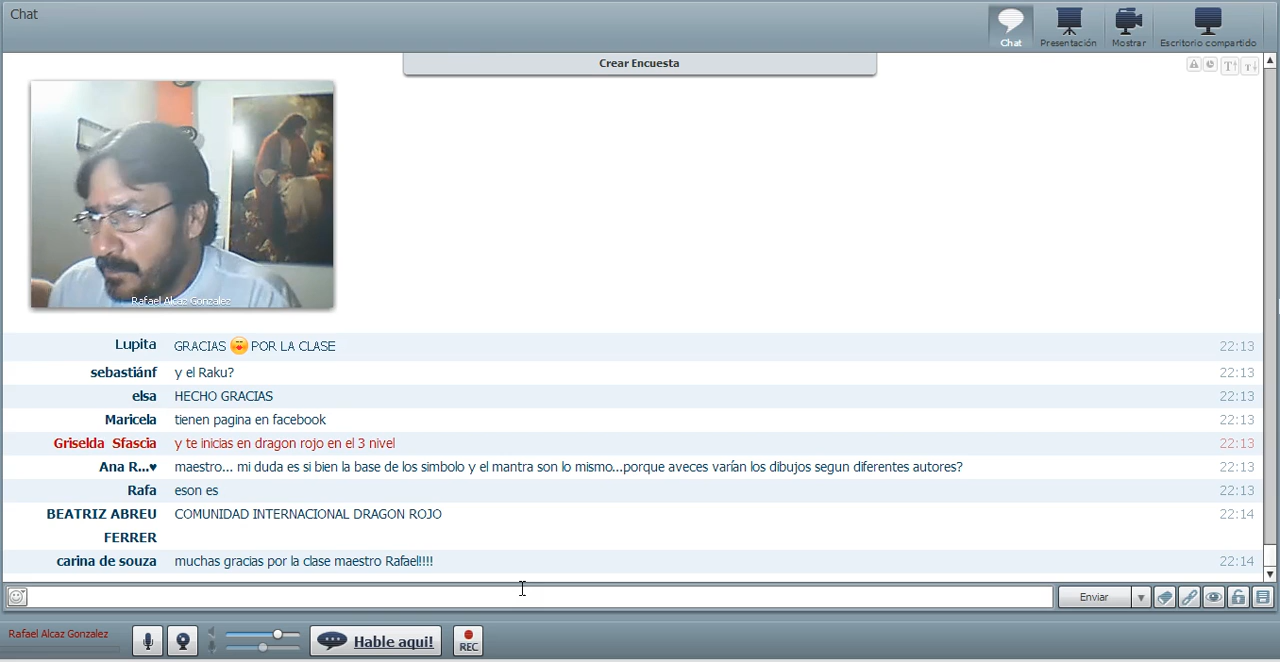 Chat
Chat
Presentación
Mostrar
Escritorio compartido
Crear Encuesta
Rafael Alcaz Gonzalez
Lupita GRACIAS POR LA CLASE 22:13
sebastiánf y el Raku? 22:13
elsa HECHO GRACIAS 22:13
Maricela tienen pagina en facebook 22:13
Griselda Sfascia y te inicias en dragon rojo en el 3 nivel 22:13
Ana R...♥ maestro... mi duda es si bien la base de los simbolo y el mantra son lo mismo...porque aveces varían los dibujos segun diferentes autores? 22:13
Rafa eson es 22:13
BEATRIZ ABREU COMUNIDAD INTERNACIONAL DRAGON ROJO 22:14
FERRER
carina de souza muchas gracias por la clase maestro Rafael!!!! 22:14
Enviar
Rafael Alcaz Gonzalez
Hable aquí!
REC